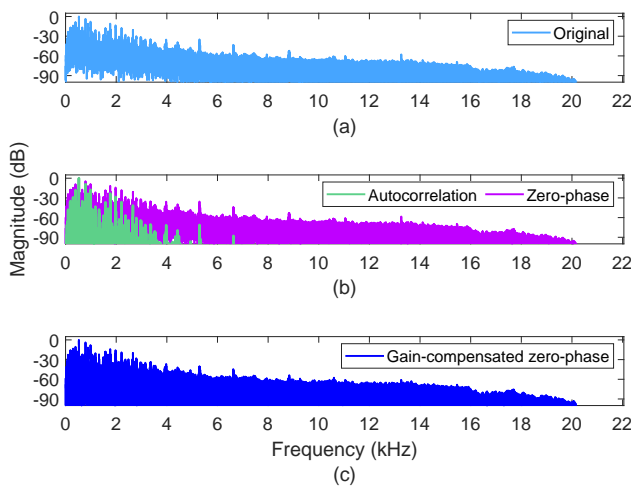 0
-30
-60
-90
Original
0 2 4 6 8 10 12 14 16 18 20 22
(a)
Magnitude (dB)
0
-30
-60
-90
Autocorrelation Zero-phase
0 2 4 6 8 10 12 14 16 18 20 22
(b)
0
-30
-60
-90
Gain-compensated zero-phase
0 2 4 6 8 10 12 14 16 18 20 22
Frequency (kHz)
(c)